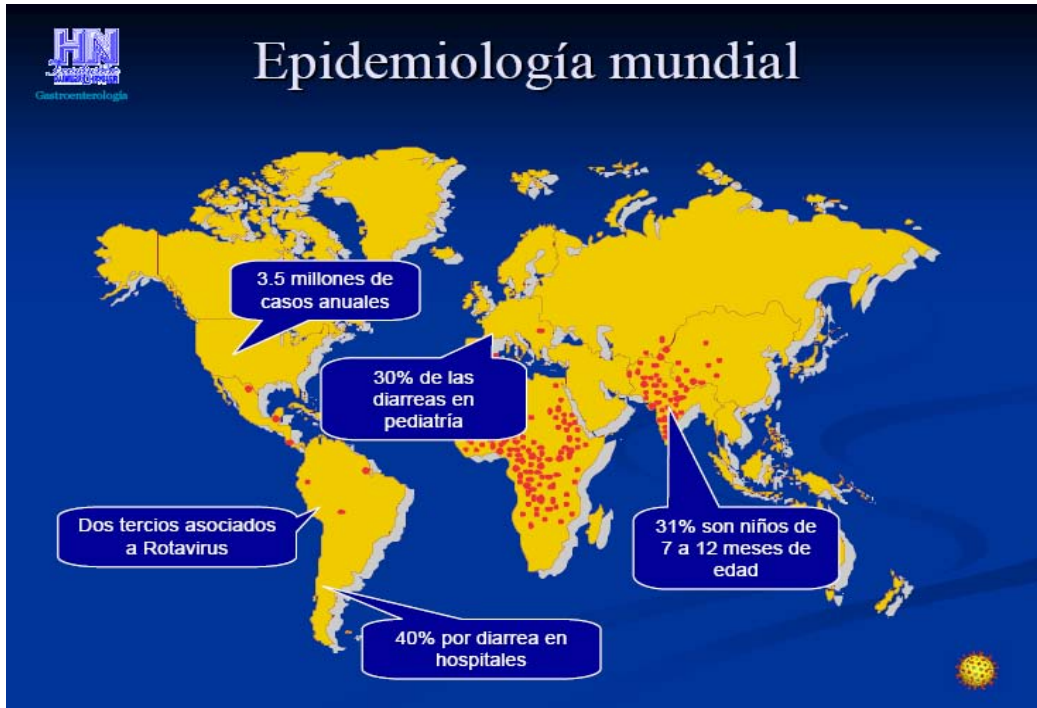 HN
Gastroenterología
Epidemiología mundial
3.5 millones de
casos anuales
30% de las
diarreas en
pediatría
Dos tercios asociados
a Rotavirus
31% son niños de
7 a 12 meses de
edad
40% por diarrea en
hospitales